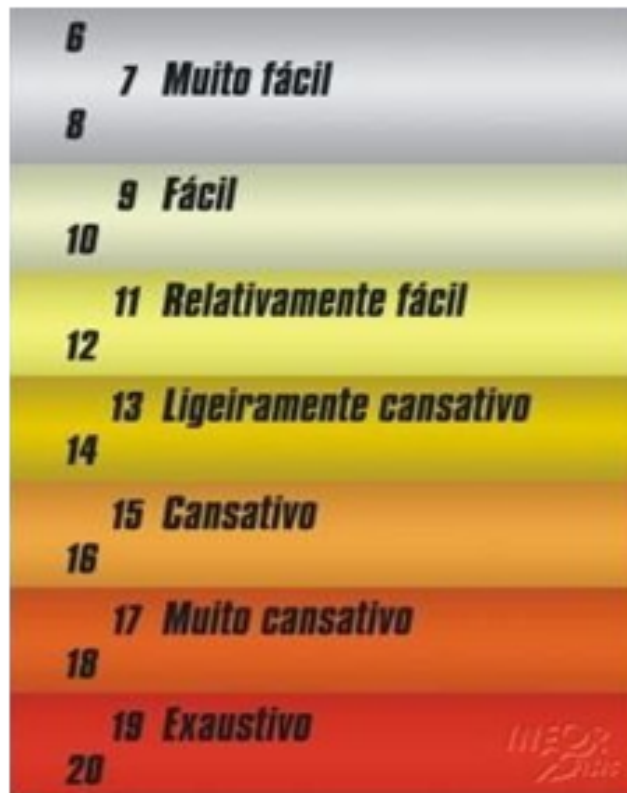 6
7 Muito fácil
8
9 Fácil
10
11 Relativamente fácil
12
13 Ligeiramente cansativo
14
15 Cansativo
16
17 Muito cansativo
18
19 Exaustivo
20